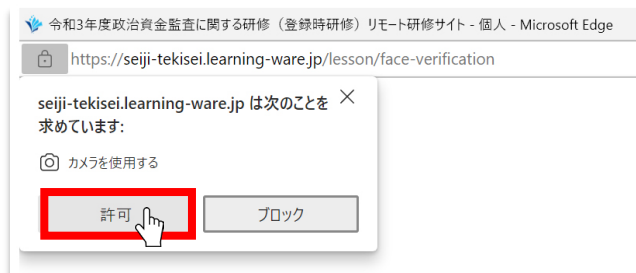 令和3年度政治資金監査に関する研修（登録時研修）リモート研修サイト - 個人 - Microsoft Edge
https://seiji-tekisei.learning-ware.jp/lesson/face-verification
seiji-tekisei.learning-ware.jp は次のことを
求めています:
カメラを使用する
許可 ブロック